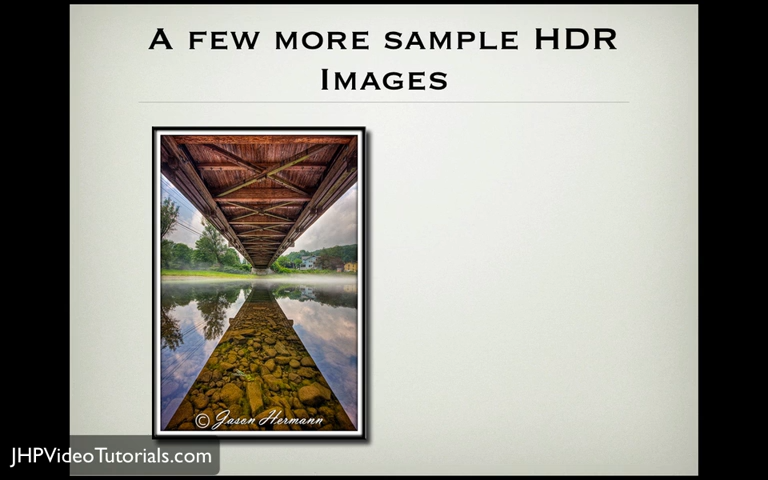 A few more sample HDR
Images
© Jason Hermann
JHPVideoTutorials.com